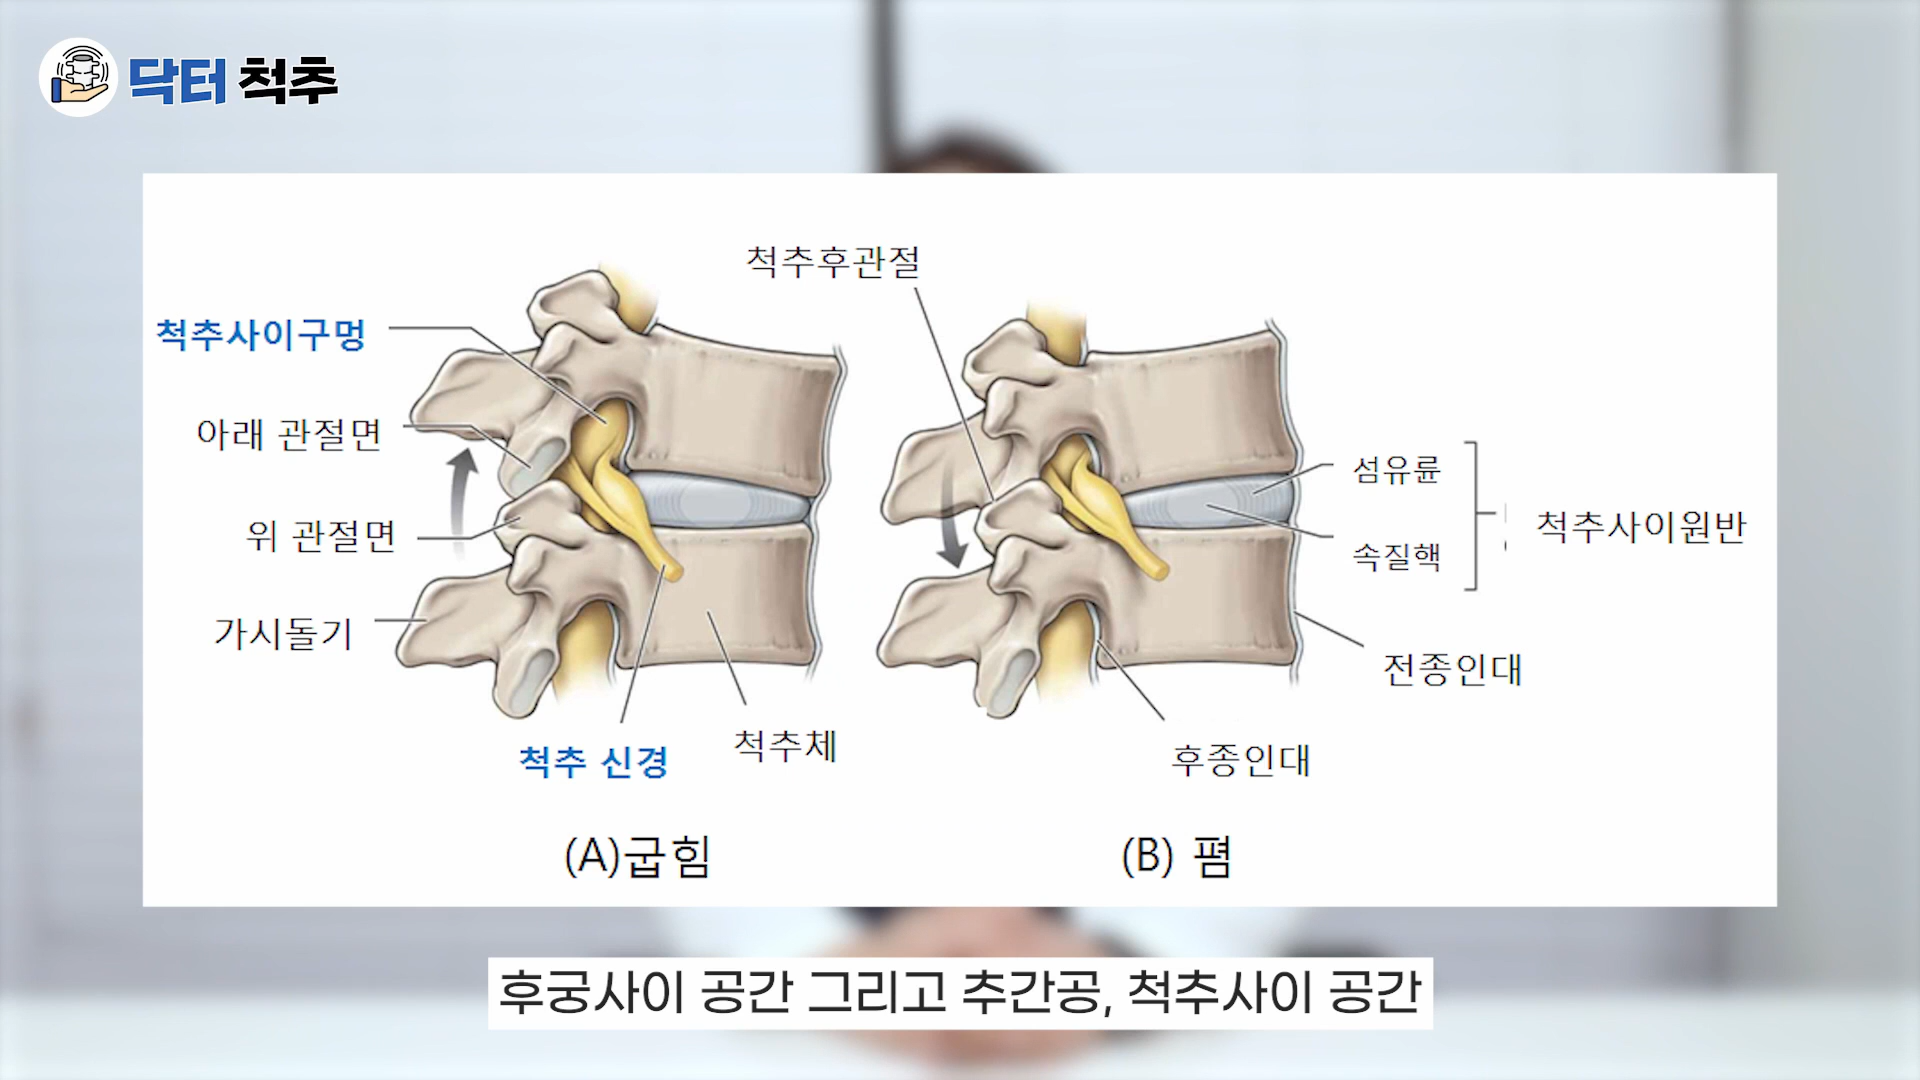 닥터 척추
척추후관절
척추사이구멍
아래 관절면
위 관절면
가시돌기
척추 신경
척추체
섬유륜
속질핵
척추사이원반
전종인대
후종인대
(A)굽힘
(B) 폄
후궁사이 공간 그리고 추간공, 척추사이 공간